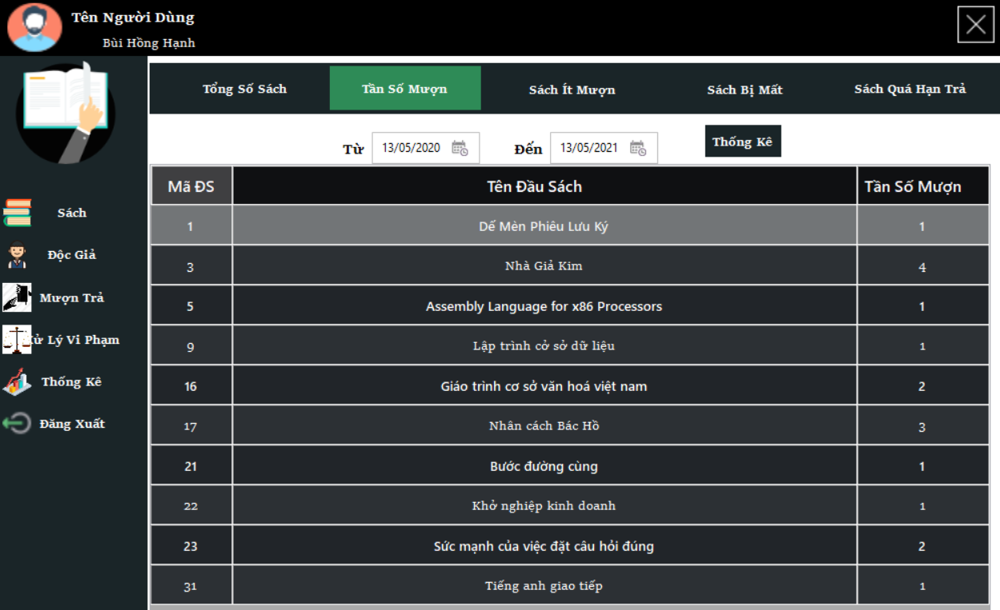 Tên Người Dùng
Bùi Hồng Hạnh
Tổng Số Sách Tần Số Mượn Sách Ít Mượn Sách Bị Mất Sách Quá Hạn Trả
Từ 13/05/2020 Đến 13/05/2021 Thống Kê
Sách
Độc Giả
Mượn Trả
Lý Vi Phạm
Thống Kê
Đăng Xuất
Mã ĐS Tên Đầu Sách Tần Số Mượn
1 Dế Mèn Phiêu Lưu Ký 1
3 Nhà Giả Kim 4
5 Assembly Language for x86 Processors 1
9 Lập trình cở sở dữ liệu 1
16 Giáo trình cơ sở văn hoá việt nam 2
17 Nhân cách Bác Hồ 3
21 Bước đường cùng 1
22 Khở nghiệp kinh doanh 1
23 Sức mạnh của việc đặt câu hỏi đúng 2
31 Tiếng anh giao tiếp 1